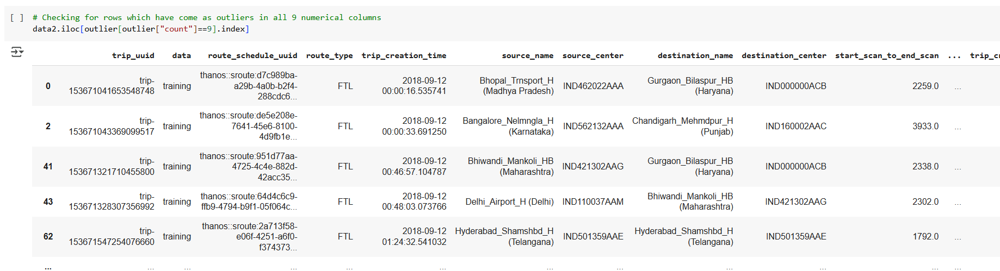 [ ] # Checking for rows which have come as outliers in all 9 numerical columns
data2.iloc[outlier[outlier["count"]==9].index]
trip_uuid data route_schedule_uuid route_type trip_creation_time source_name source_center destination_name destination_center start_scan_to_end_scan ... trip_cr
0 trip-153671041653548748 training thanos::sroute:d7c989ba-a29b-4a0b-b2f4-288cdc6... FTL 2018-09-12 00:00:16.535741 Bhopal_Trnsport_H (Madhya Pradesh) IND462022AAA Gurgaon_Bilaspur_HB (Haryana) IND000000ACB 2259.0 ...
2 trip-153671043369099517 training thanos::sroute:de5e208e-7641-45e6-8100-4d9fb1e... FTL 2018-09-12 00:00:33.691250 Bangalore_Nelmngla_H (Karnataka) IND562132AAA Chandigarh_Mehmdpur_H (Punjab) IND160002AAC 3933.0 ...
41 trip-153671321710455800 training thanos::sroute:951d77aa-4725-4c4e-882d-42acc35... FTL 2018-09-12 00:46:57.104787 Bhiwandi_Mankoli_HB (Maharashtra) IND421302AAG Gurgaon_Bilaspur_HB (Haryana) IND000000ACB 2338.0 ...
43 trip-153671328307356992 training thanos::sroute:64d4c6c9-ffb9-4794-b9f1-05f064c... FTL 2018-09-12 00:48:03.073766 Delhi_Airport_H (Delhi) IND110037AAM Bhiwandi_Mankoli_HB (Maharashtra) IND421302AAG 2302.0 ...
62 trip-153671547254076660 training thanos::sroute:2a713f58-e06f-4251-a6f0-f374373... FTL 2018-09-12 01:24:32.541032 Hyderabad_Shamshbd_H (Telangana) IND501359AAE Hyderabad_Shamshbd_H (Telangana) IND501359AAE 1792.0 ...
... ... ... ... ... ... ... ... ... ... ... ...